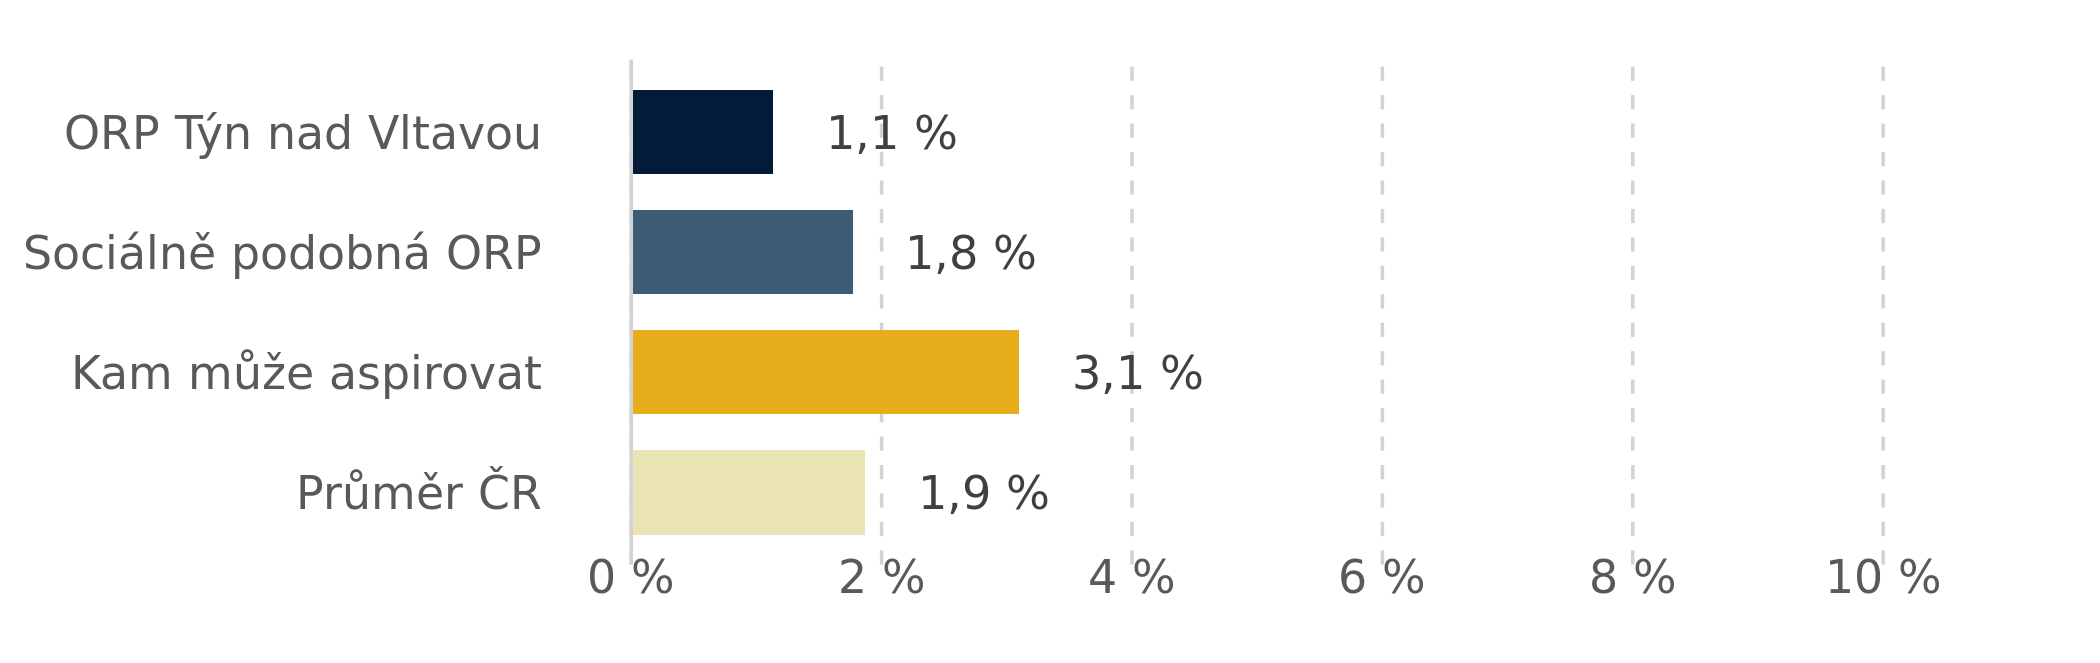 ORP Týn nad Vltavou 1,1 %
Sociálně podobná ORP 1,8 %
Kam může aspirovat 3,1 %
Průměr ČR 1,9 %
0 % 2 % 4 % 6 % 8 % 10 %